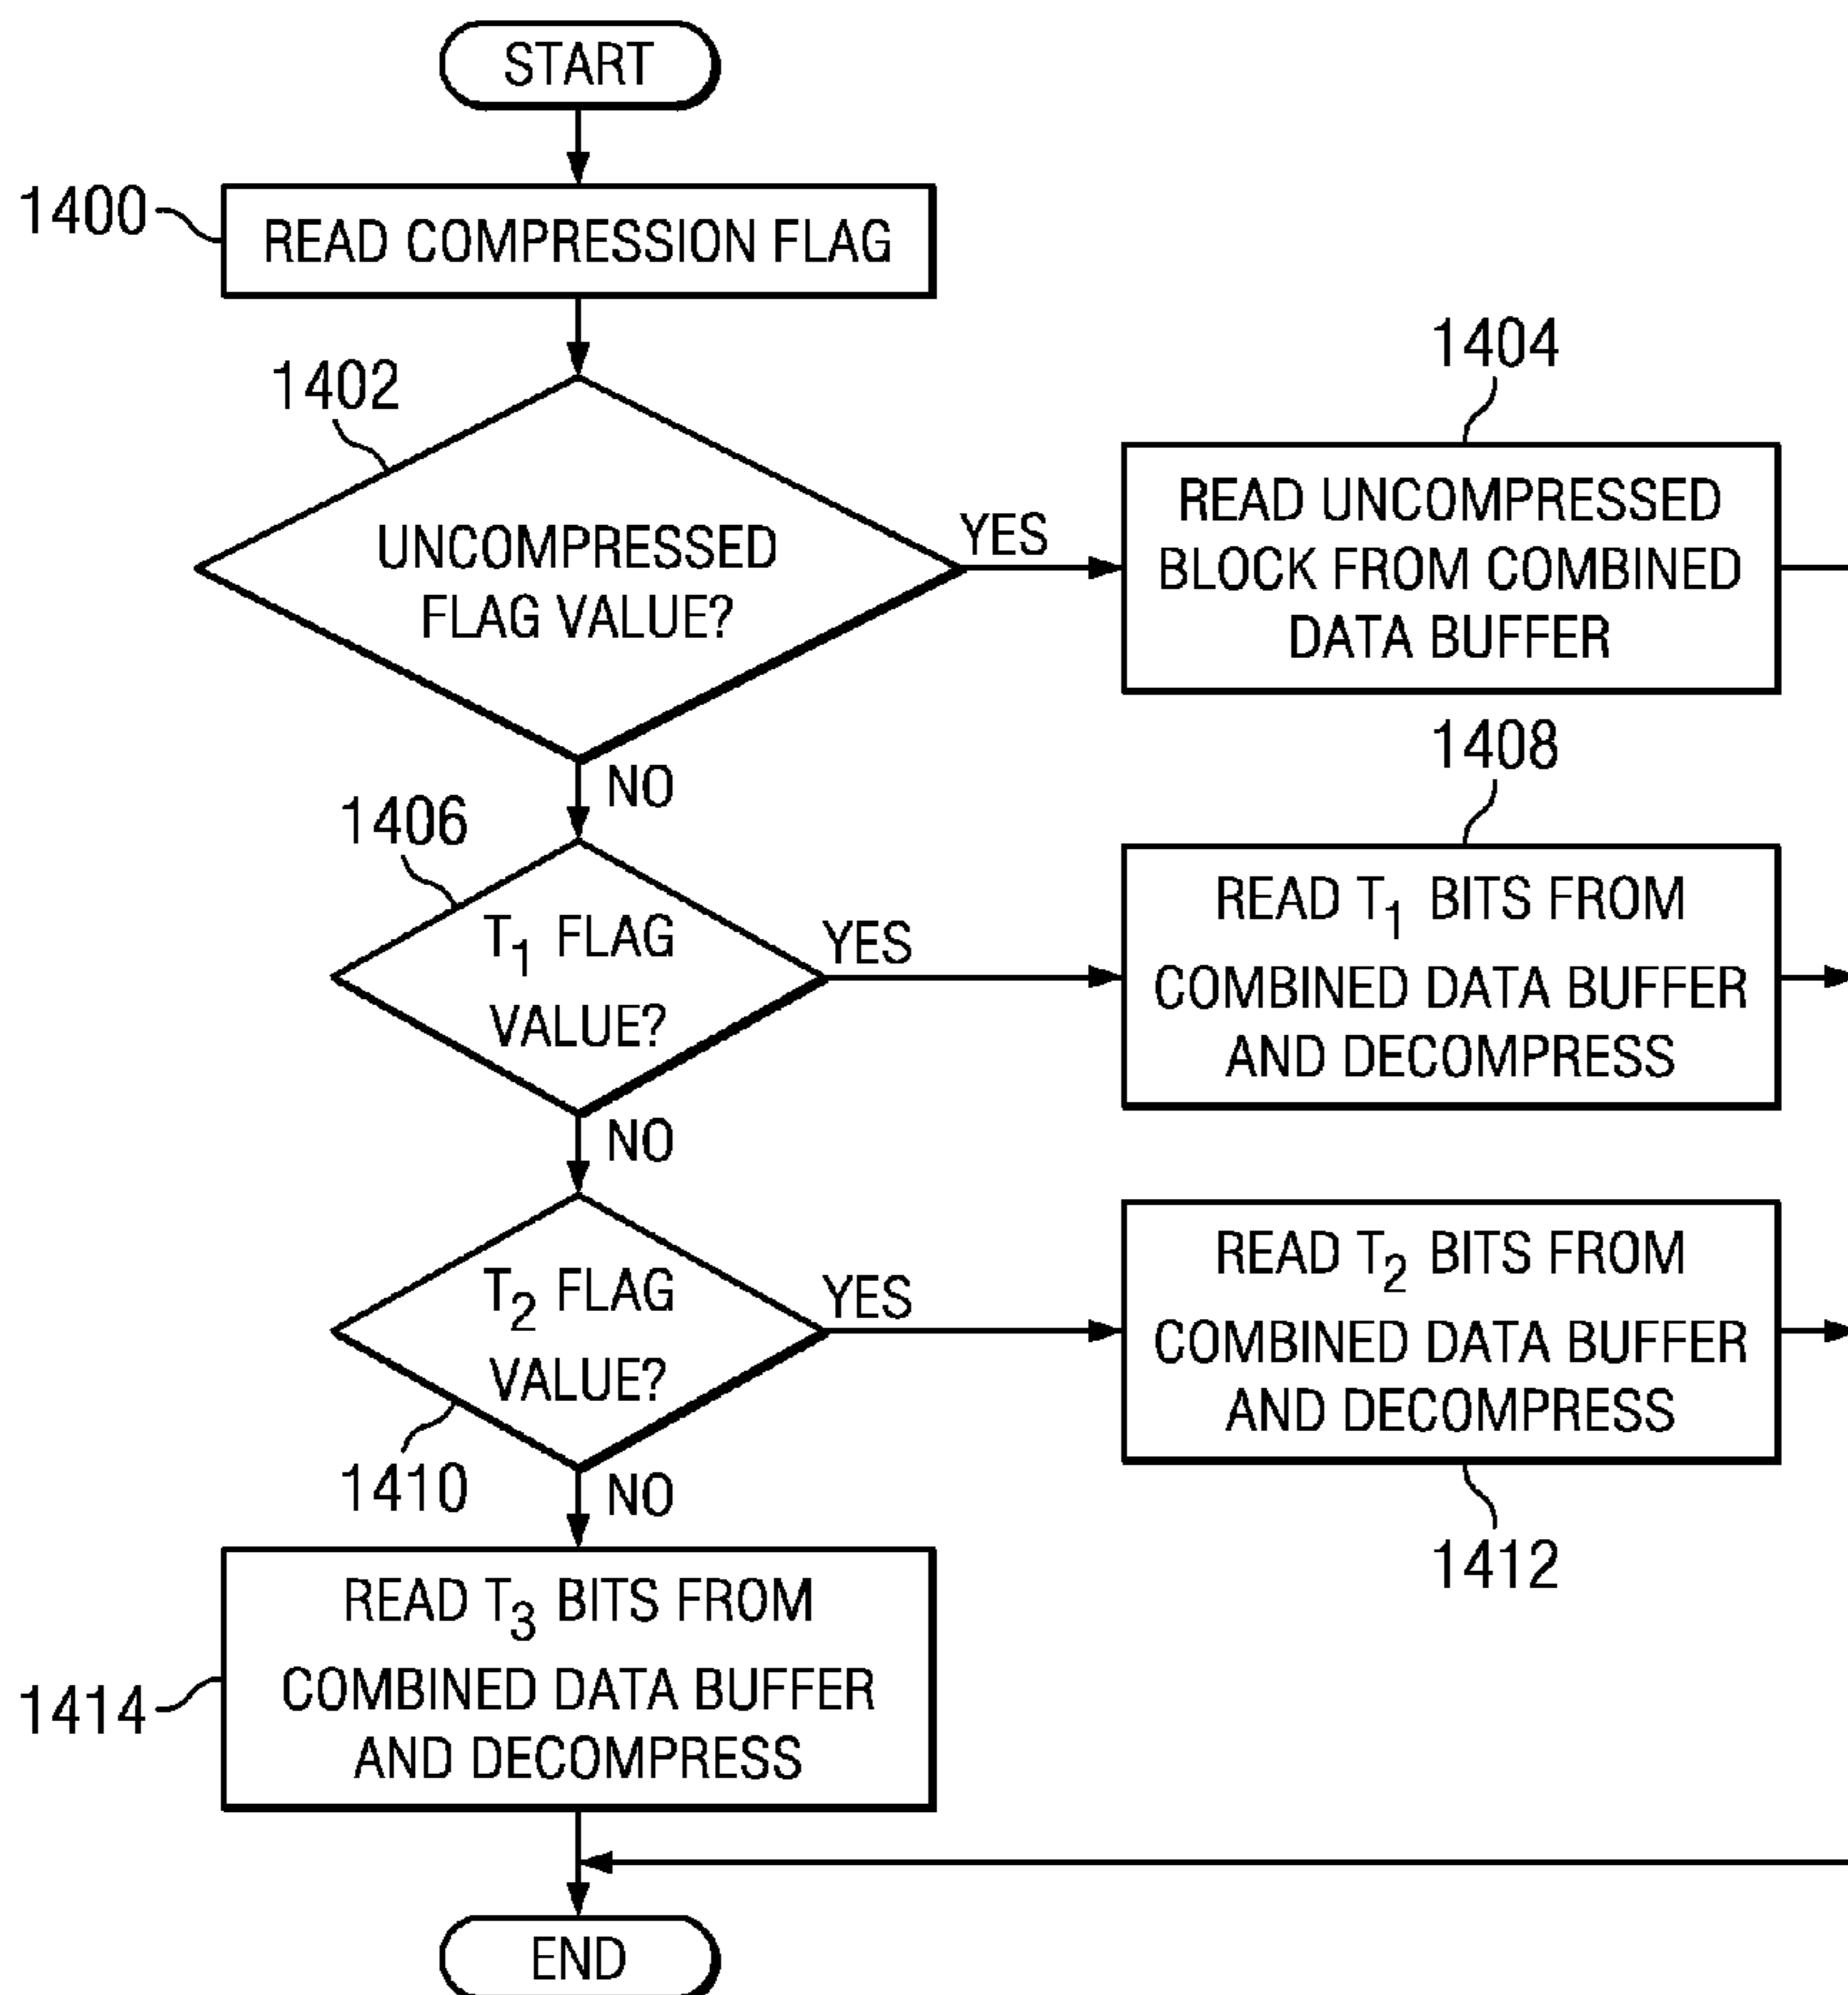 START
1400
READ COMPRESSION FLAG
1402
UNCOMPRESSED
FLAG VALUE?
YES
1404
READ UNCOMPRESSED
BLOCK FROM COMBINED
DATA BUFFER
NO
1406
T1 FLAG
VALUE?
YES
1408
READ T1 BITS FROM
COMBINED DATA BUFFER
AND DECOMPRESS
NO
T2 FLAG
VALUE?
1410
YES
READ T2 BITS FROM
COMBINED DATA BUFFER
AND DECOMPRESS
1412
NO
1414
READ T3 BITS FROM
COMBINED DATA BUFFER
AND DECOMPRESS
END